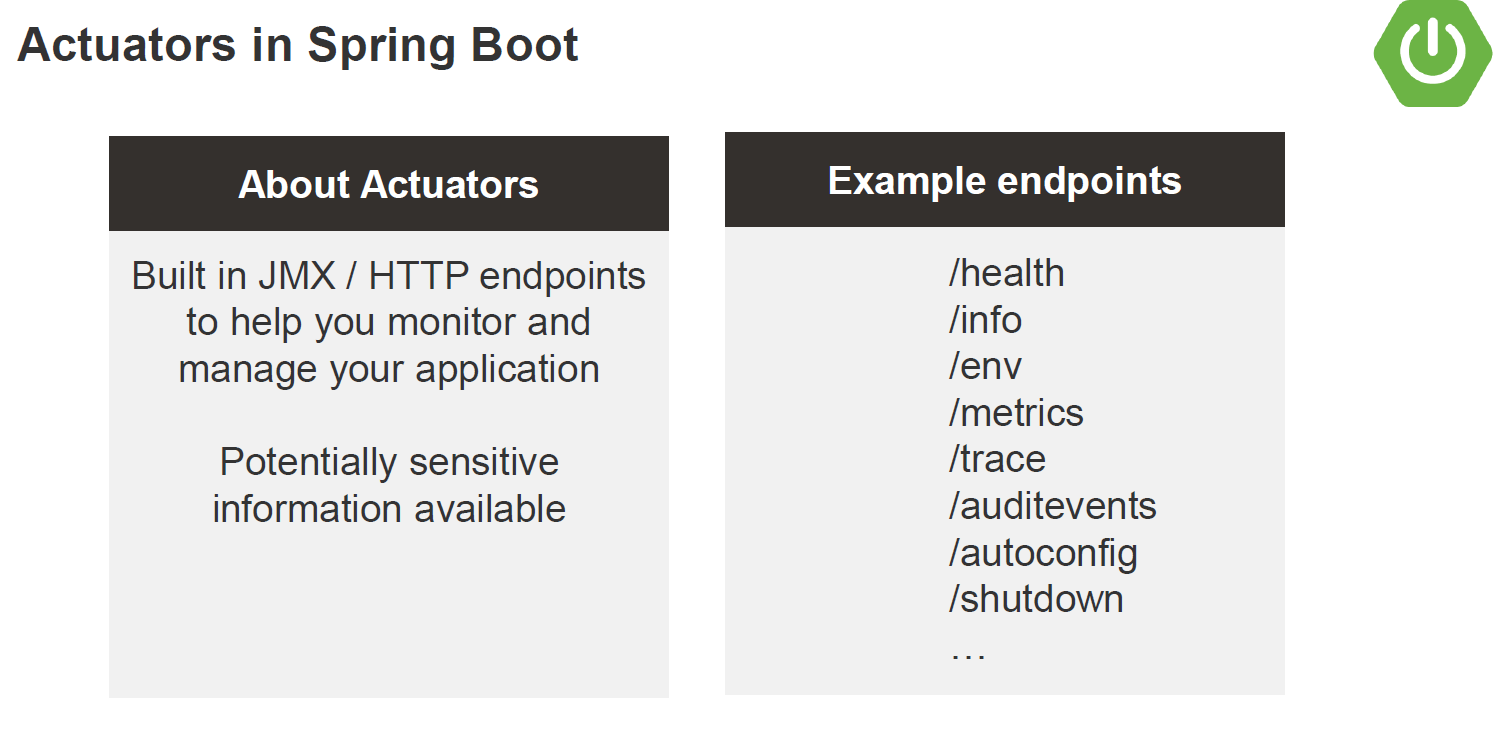 Actuators in Spring Boot
About Actuators
Built in JMX / HTTP endpoints
to help you monitor and
manage your application
Potentially sensitive
information available
Example endpoints
/health
/info
/env
/metrics
/trace
/auditevents
/autoconfig
/shutdown
…